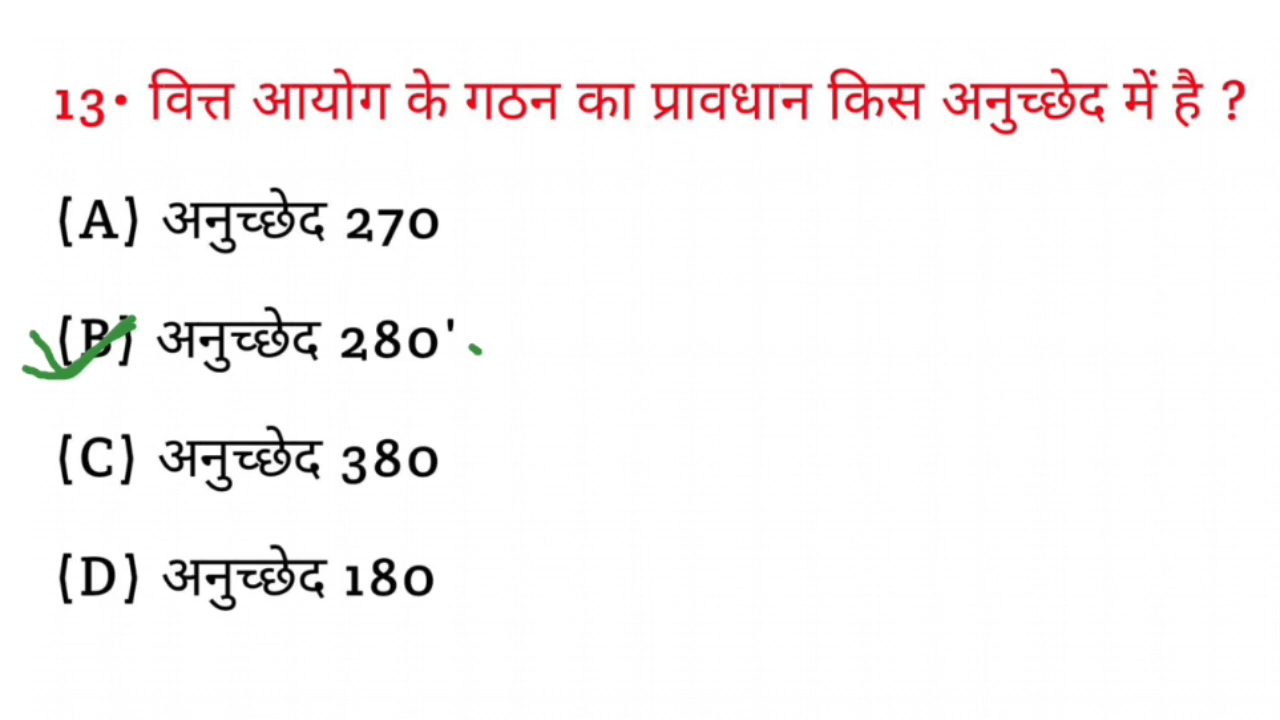 13• वित्त आयोग के गठन का प्रावधान किस अनुच्छेद में है ?
(A) अनुच्छेद 270
(B) अनुच्छेद 280'
(C) अनुच्छेद 380
(D) अनुच्छेद 180